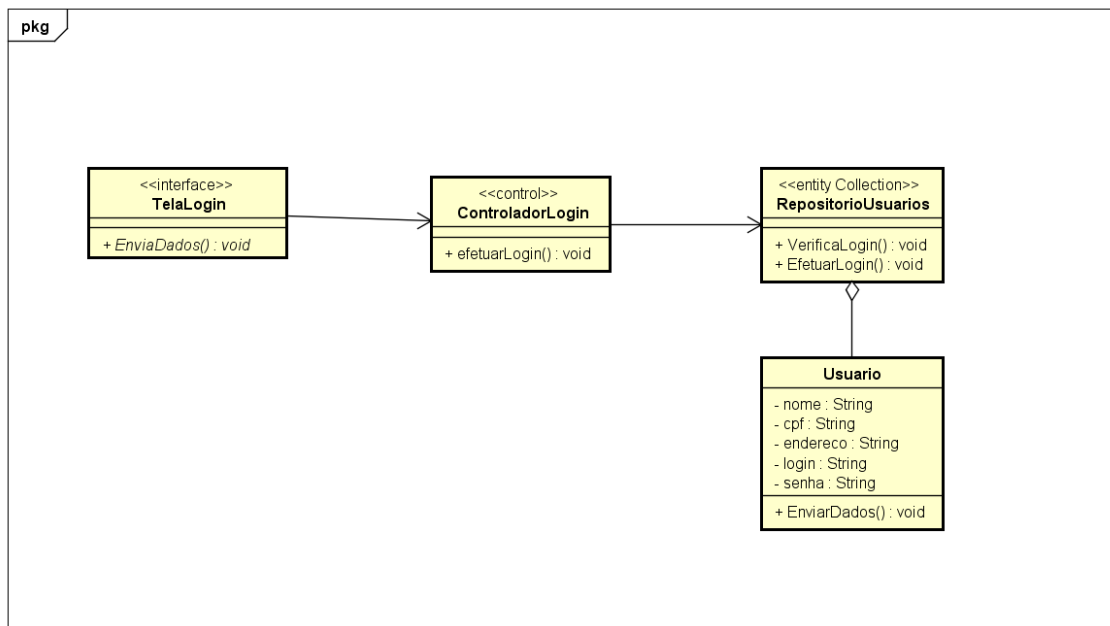 pkg
<<interface>>
TelaLogin
+ EnviaDados() : void
<<control>>
ControladorLogin
+ efetuarLogin() : void
<<entity Collection>>
RepositorioUsuarios
+ VerificaLogin() : void
+ EfetuarLogin() : void
Usuario
- nome : String
- cpf : String
- endereco : String
- login : String
- senha : String
+ EnviarDados() : void